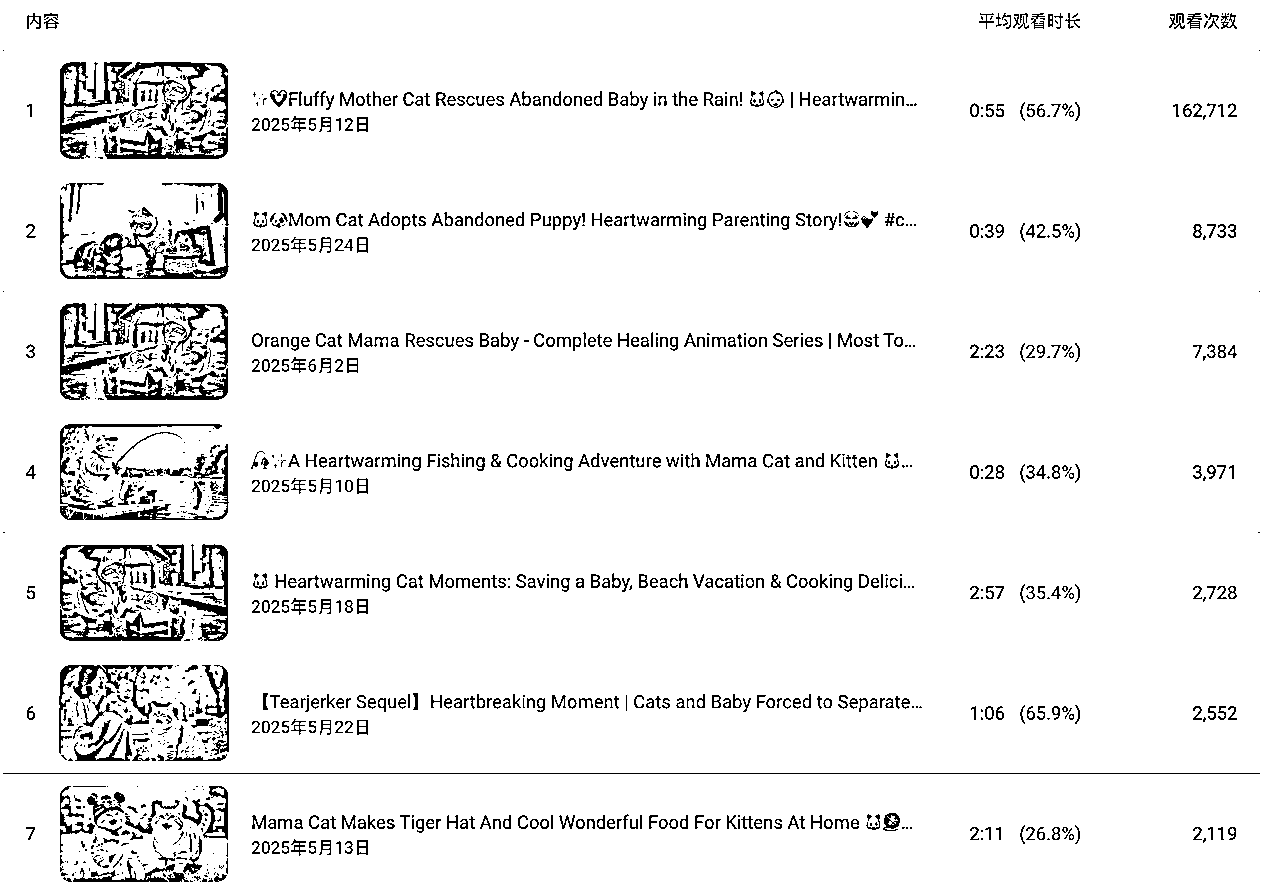 内容 平均观看时长 观看次数
1 ✨💖Fluffy Mother Cat Rescues Abandoned Baby in the Rain! 🐱👶 | Heartwarmin… 0:55 (56.7%) 162,712
2025年5月12日
2 🐱🐶Mom Cat Adopts Abandoned Puppy! Heartwarming Parenting Story!😂💕 #c… 0:39 (42.5%) 8,733
2025年5月24日
3 Orange Cat Mama Rescues Baby - Complete Healing Animation Series | Most To… 2:23 (29.7%) 7,384
2025年6月2日
4 🎣✨A Heartwarming Fishing & Cooking Adventure with Mama Cat and Kitten 🐱… 0:28 (34.8%) 3,971
2025年5月10日
5 🐱 Heartwarming Cat Moments: Saving a Baby, Beach Vacation & Cooking Delici… 2:57 (35.4%) 2,728
2025年5月18日
6 【Tearjerker Sequel】Heartbreaking Moment | Cats and Baby Forced to Separate… 1:06 (65.9%) 2,552
2025年5月22日
7 Mama Cat Makes Tiger Hat And Cool Wonderful Food For Kittens At Home 🐱… 2:11 (26.8%) 2,119
2025年5月13日